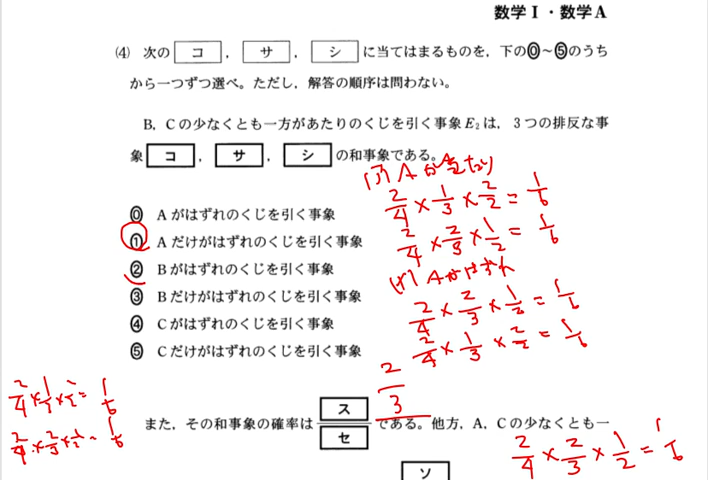 数学Ⅰ・数学A
(4) 次の コ , サ , シ に当てはまるものを, 下の⓪~⑤のうち
から一つずつ選べ。ただし, 解答の順序は問わない。
B, Cの少なくとも一方があたりのくじを引く事象E₂は, 3つの排反な事
象 コ , サ , シ の和事象である。
(ア) Aがあたり
2/4 × 1/3 × 2/2 = 1/6
2/4 × 2/3 × 1/2 = 1/6
⓪ Aがはずれのくじを引く事象
① Aだけがはずれのくじを引く事象
② Bがはずれのくじを引く事象
③ Bだけがはずれのくじを引く事象
④ Cがはずれのくじを引く事象
⑤ Cだけがはずれのくじを引く事象
(イ) Aがはずれ
2/4 × 2/3 × 1/2 = 1/6
2/4 × 1/3 × 2/2 = 1/6
2/3
2/4 × 1/3 × 2/2 = 1/6
2/4 × 2/3 × 1/2 = 1/6
また, その和事象の確率は ス/セ である。他方, A, Cの少なくとも一
2/4 × 2/3 × 1/2 = 1/6
ソ